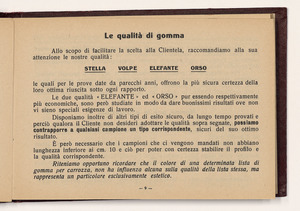 Le qualità di gomma
Allo scopo di facilitare la scelta alla Clientela, raccomandiamo alla sua
attenzione le nostre qualità:
STELLA VOLPE ELEFANTE ORSO
le quali per le prove date da parecchi anni, offrono la più sicura certezza della
loro ottima riuscita sotto ogni rapporto.
Le due qualità « ELEFANTE » ed « ORSO » pur essendo respettivamente
più economiche, sono però studiate in modo da dare buonissimi risultati ove non
vi sieno speciali esigenze di lavoro.
Disponiamo inoltre di altri tipi di esito sicuro, da lungo tempo provati e
perciò qualora il Cliente non desideri adottare le qualità sopra segnate, possiamo
contrapporre a qualsiasi campione un tipo corrispondente, sicuri del suo ottimo
risultato.
È però necessario che i campioni che ci vengono mandati non abbiano
lunghezza inferiore ai cm. 10 e ciò per poter con certezza stabilire il profilo e
la qualità corrispondente.
Riteniamo opportuno ricordare che il colore di una determinata lista di
gomma per carrozza, non ha influenza alcuna sulla qualità della lista stessa, ma
rappresenta un particolare esclusivamente estetico.